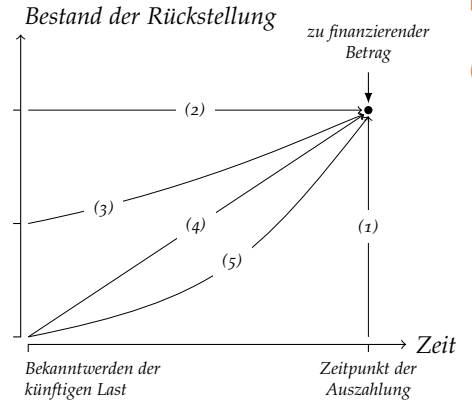 Bestand der Rückstellung
zu finanzierender
Betrag
(2)
(3)
(4)
(1)
(5)
Zeit
Bekanntwerden der
künftigen Last
Zeitpunkt der
Auszahlung